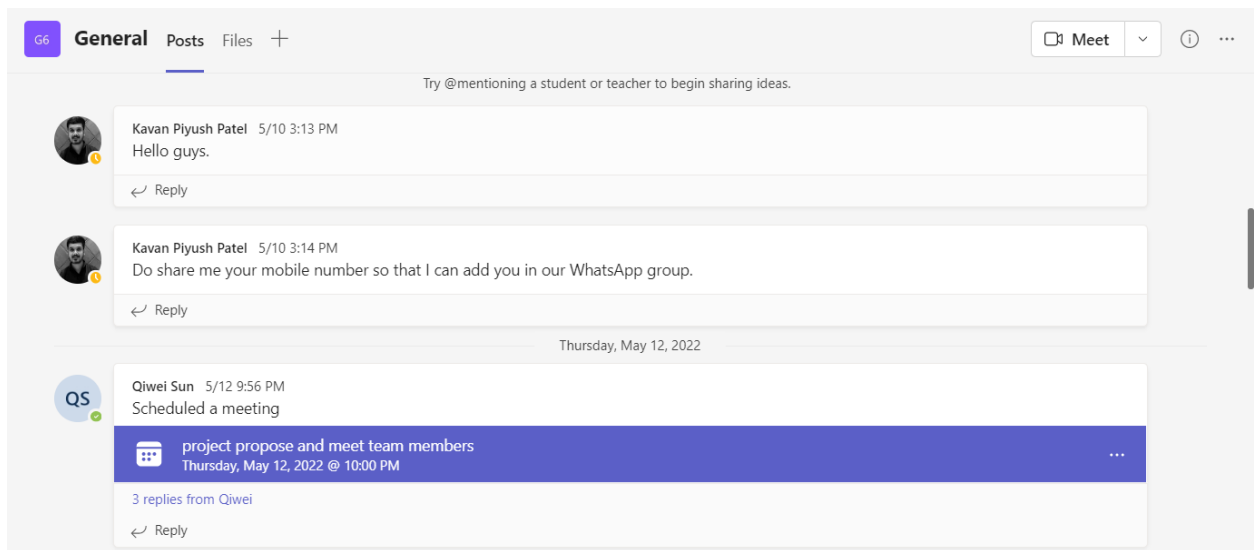 G6 General Posts Files Meet
Try @mentioning a student or teacher to begin sharing ideas.
Kavan Piyush Patel 5/10 3:13 PM
Hello guys.
Reply
Kavan Piyush Patel 5/10 3:14 PM
Do share me your mobile number so that I can add you in our WhatsApp group.
Reply
Thursday, May 12, 2022
QS
Qiwei Sun 5/12 9:56 PM
Scheduled a meeting
project propose and meet team members
Thursday, May 12, 2022 @ 10:00 PM
3 replies from Qiwei
Reply